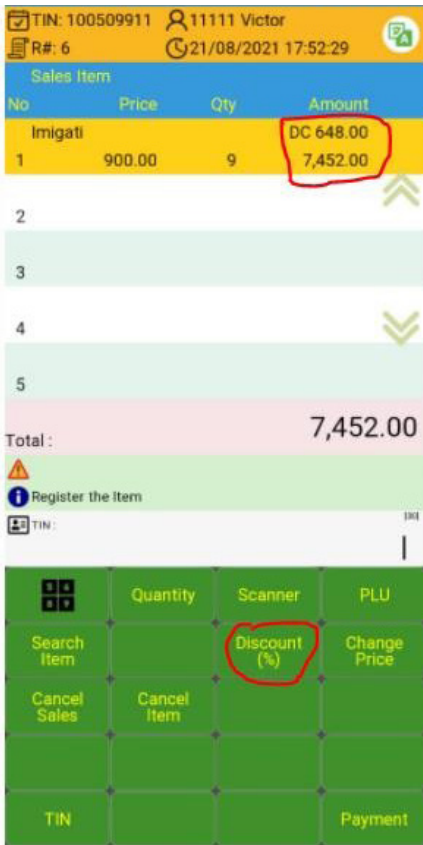 TIN: 100509911 11111 Victor
R#: 6 21/08/2021 17:52:29
Sales Item
No Price Qty Amount
Imigati DC 648.00
1 900.00 9 7,452.00
2
3
4
5
Total : 7,452.00
Register the Item
TIN :
Quantity Scanner PLU
Search Item Discount (%) Change Price
Cancel Sales Cancel Item
TIN Payment